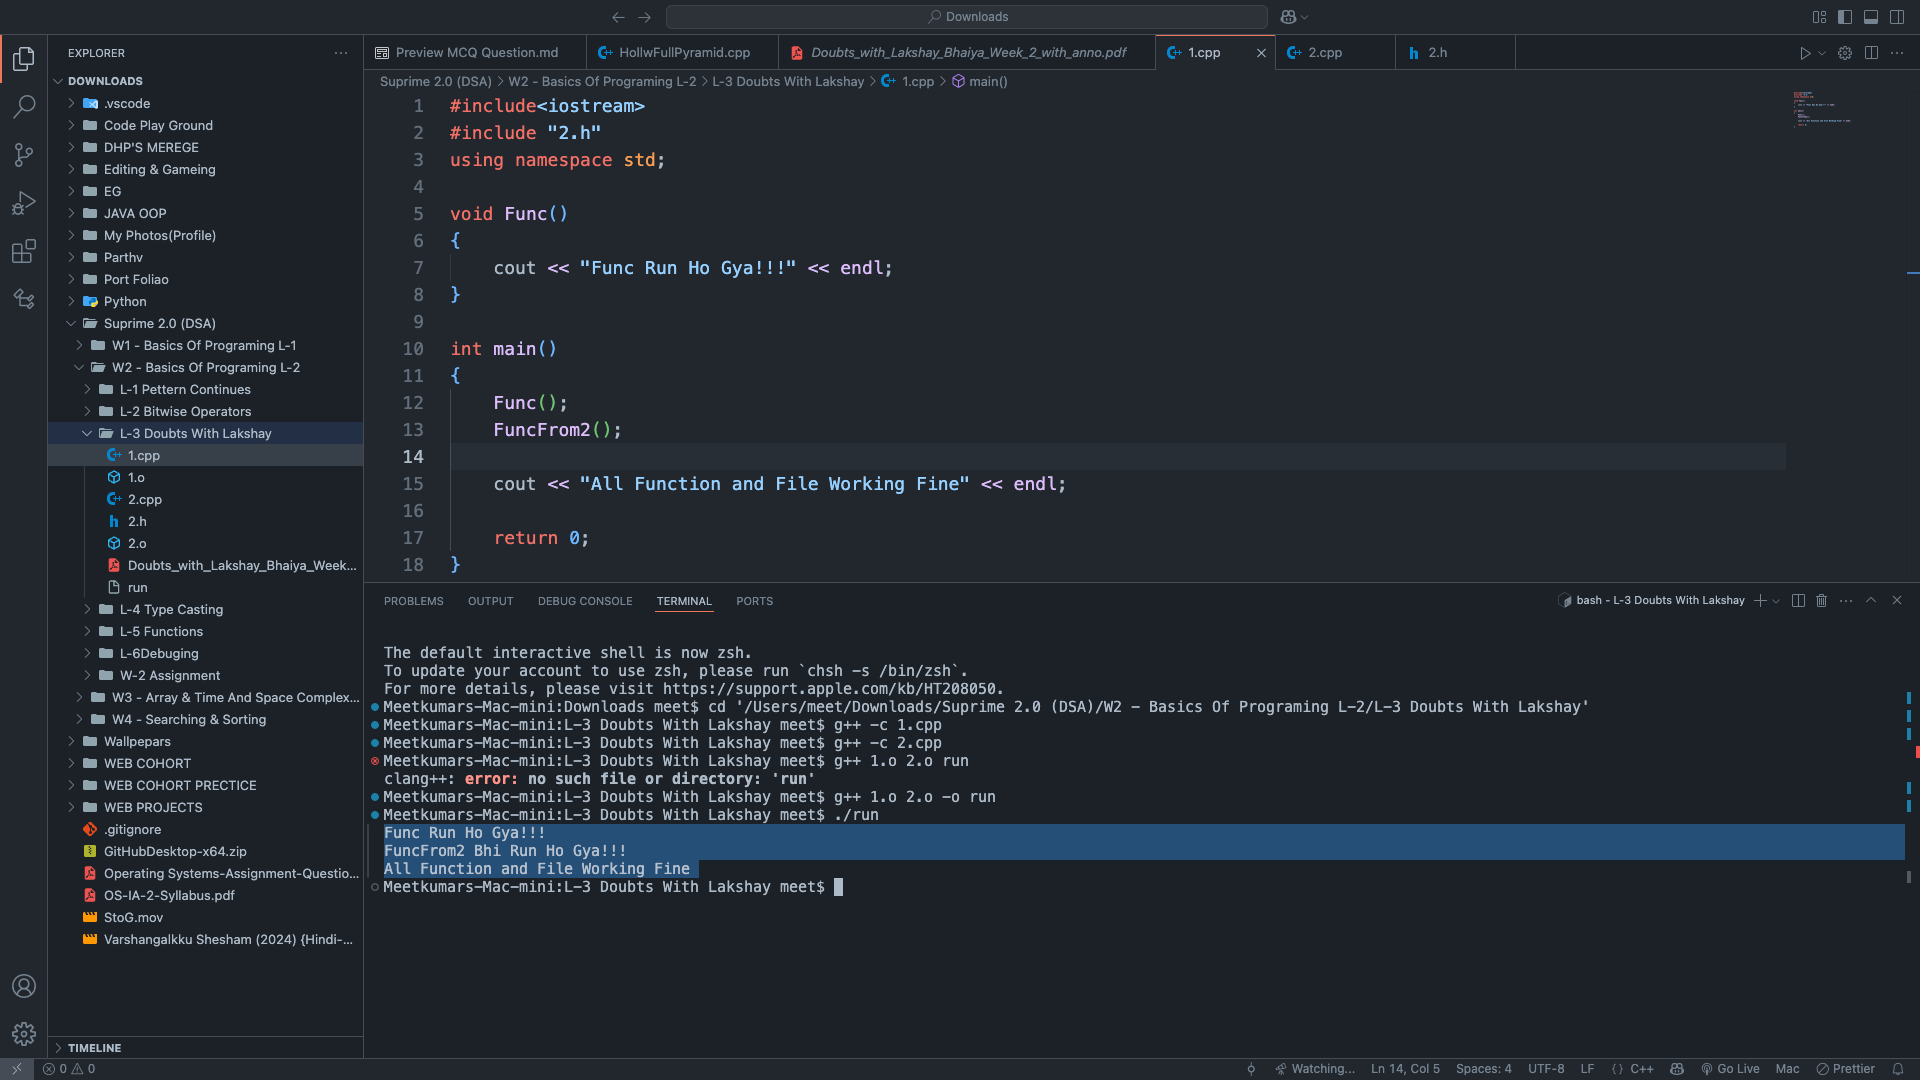 Downloads
EXPLORER
Preview MCQ Question.md
HollwFullPyramid.cpp
Doubts_with_Lakshay_Bhaiya_Week_2_with_anno.pdf
1.cpp
2.cpp
h 2.h
Suprime 2.0 (DSA) > W2 - Basics Of Programing L-2 > L-3 Doubts With Lakshay > 1.cpp > main()
DOWNLOADS
.vscode
Code Play Ground
DHP'S MEREGE
Editing & Gameing
EG
JAVA OOP
My Photos(Profile)
Parthv
Port Foliao
Python
Suprime 2.0 (DSA)
W1 - Basics Of Programing L-1
W2 - Basics Of Programing L-2
L-1 Pettern Continues
L-2 Bitwise Operators
L-3 Doubts With Lakshay
1.cpp
1.o
2.cpp
h 2.h
2.o
Doubts_with_Lakshay_Bhaiya_Week...
run
L-4 Type Casting
L-5 Functions
L-6Debuging
W-2 Assignment
W3 - Array & Time And Space Complex...
W4 - Searching & Sorting
Wallpepars
WEB COHORT
WEB COHORT PRECTICE
WEB PROJECTS
.gitignore
GitHubDesktop-x64.zip
Operating Systems-Assignment-Questio...
OS-IA-2-Syllabus.pdf
StoG.mov
Varshangalkku Shesham (2024) {Hindi-...
TIMELINE
1 #include<iostream>
2 #include "2.h"
3 using namespace std;
4
5 void Func()
6 {
7 cout << "Func Run Ho Gya!!!" << endl;
8 }
9
10 int main()
11 {
12 Func();
13 FuncFrom2();
14
15 cout << "All Function and File Working Fine" << endl;
16
17 return 0;
18 }
PROBLEMS OUTPUT DEBUG CONSOLE TERMINAL PORTS
bash - L-3 Doubts With Lakshay
The default interactive shell is now zsh.
To update your account to use zsh, please run `chsh -s /bin/zsh`.
For more details, please visit https://support.apple.com/kb/HT208050.
Meetkumars-Mac-mini:Downloads meet$ cd '/Users/meet/Downloads/Suprime 2.0 (DSA)/W2 - Basics Of Programing L-2/L-3 Doubts With Lakshay'
Meetkumars-Mac-mini:L-3 Doubts With Lakshay meet$ g++ -c 1.cpp
Meetkumars-Mac-mini:L-3 Doubts With Lakshay meet$ g++ -c 2.cpp
Meetkumars-Mac-mini:L-3 Doubts With Lakshay meet$ g++ 1.o 2.o run
clang++: error: no such file or directory: 'run'
Meetkumars-Mac-mini:L-3 Doubts With Lakshay meet$ g++ 1.o 2.o -o run
Meetkumars-Mac-mini:L-3 Doubts With Lakshay meet$ ./run
Func Run Ho Gya!!!
FuncFrom2 Bhi Run Ho Gya!!!
All Function and File Working Fine
Meetkumars-Mac-mini:L-3 Doubts With Lakshay meet$
0 0
Watching... Ln 14, Col 5 Spaces: 4 UTF-8 LF {} C++ Go Live Mac Prettier